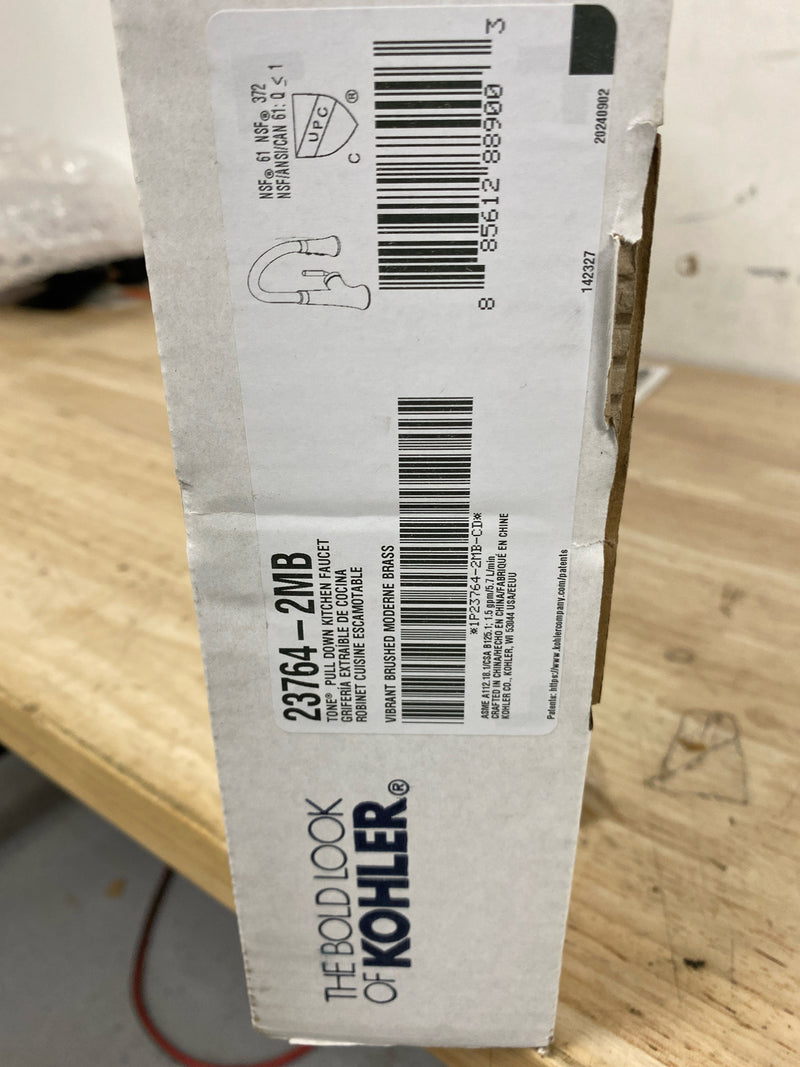 THE BOLD LOOK
OF KOHLER®
23764-2MB
TONE® PULL DOWN KITCHEN FAUCET
GRIFERÍA EXTRAÍBLE DE COCINA
ROBINET CUISINE ESCAMOTABLE
VIBRANT BRUSHED MODERNE BRASS
*1P23764-2MB-CD*
ASME A112.18.1/CSA B125.1; 1.5 gpm/5.7 L/min
CRAFTED IN CHINA/HECHO EN CHINA/FABRIQUÉ EN CHINE
KOHLER CO., KOHLER, WI 53044 USA/EEUU
Patents: https://www.kohlercompany.com/patents
NSF® 61 NSF® 372
NSF/ANSI/CAN 61: Q ≤ 1
UPC
®
C
8 85612 88900 3
142327
20240902